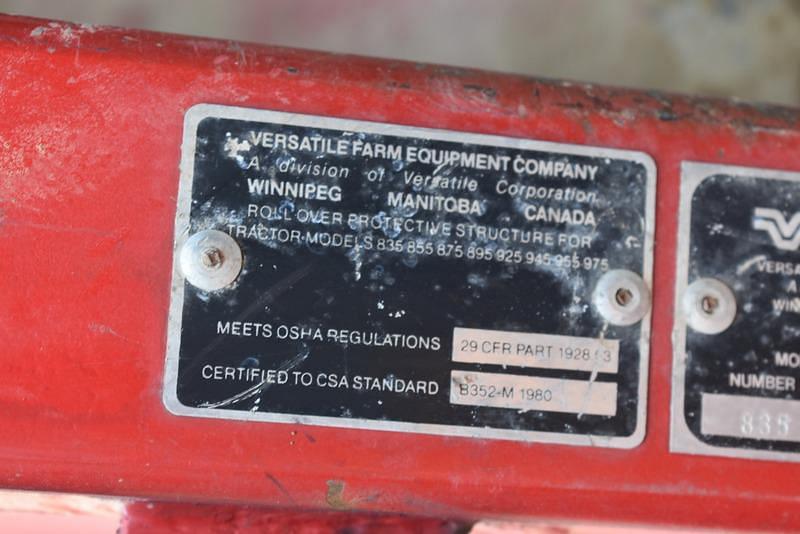 VERSATILE FARM EQUIPMENT COMPANY
A division of Versatile Corporation
WINNIPEG MANITOBA CANADA
ROLL OVER PROTECTIVE STRUCTURE FOR
TRACTOR MODELS 835 855 875 895 925 945 955 975
MEETS OSHA REGULATIONS 29 CFR PART 1928 53
CERTIFIED TO CSA STANDARD B352-M 1980
VERSA
A
WIN
MO
NUMBER